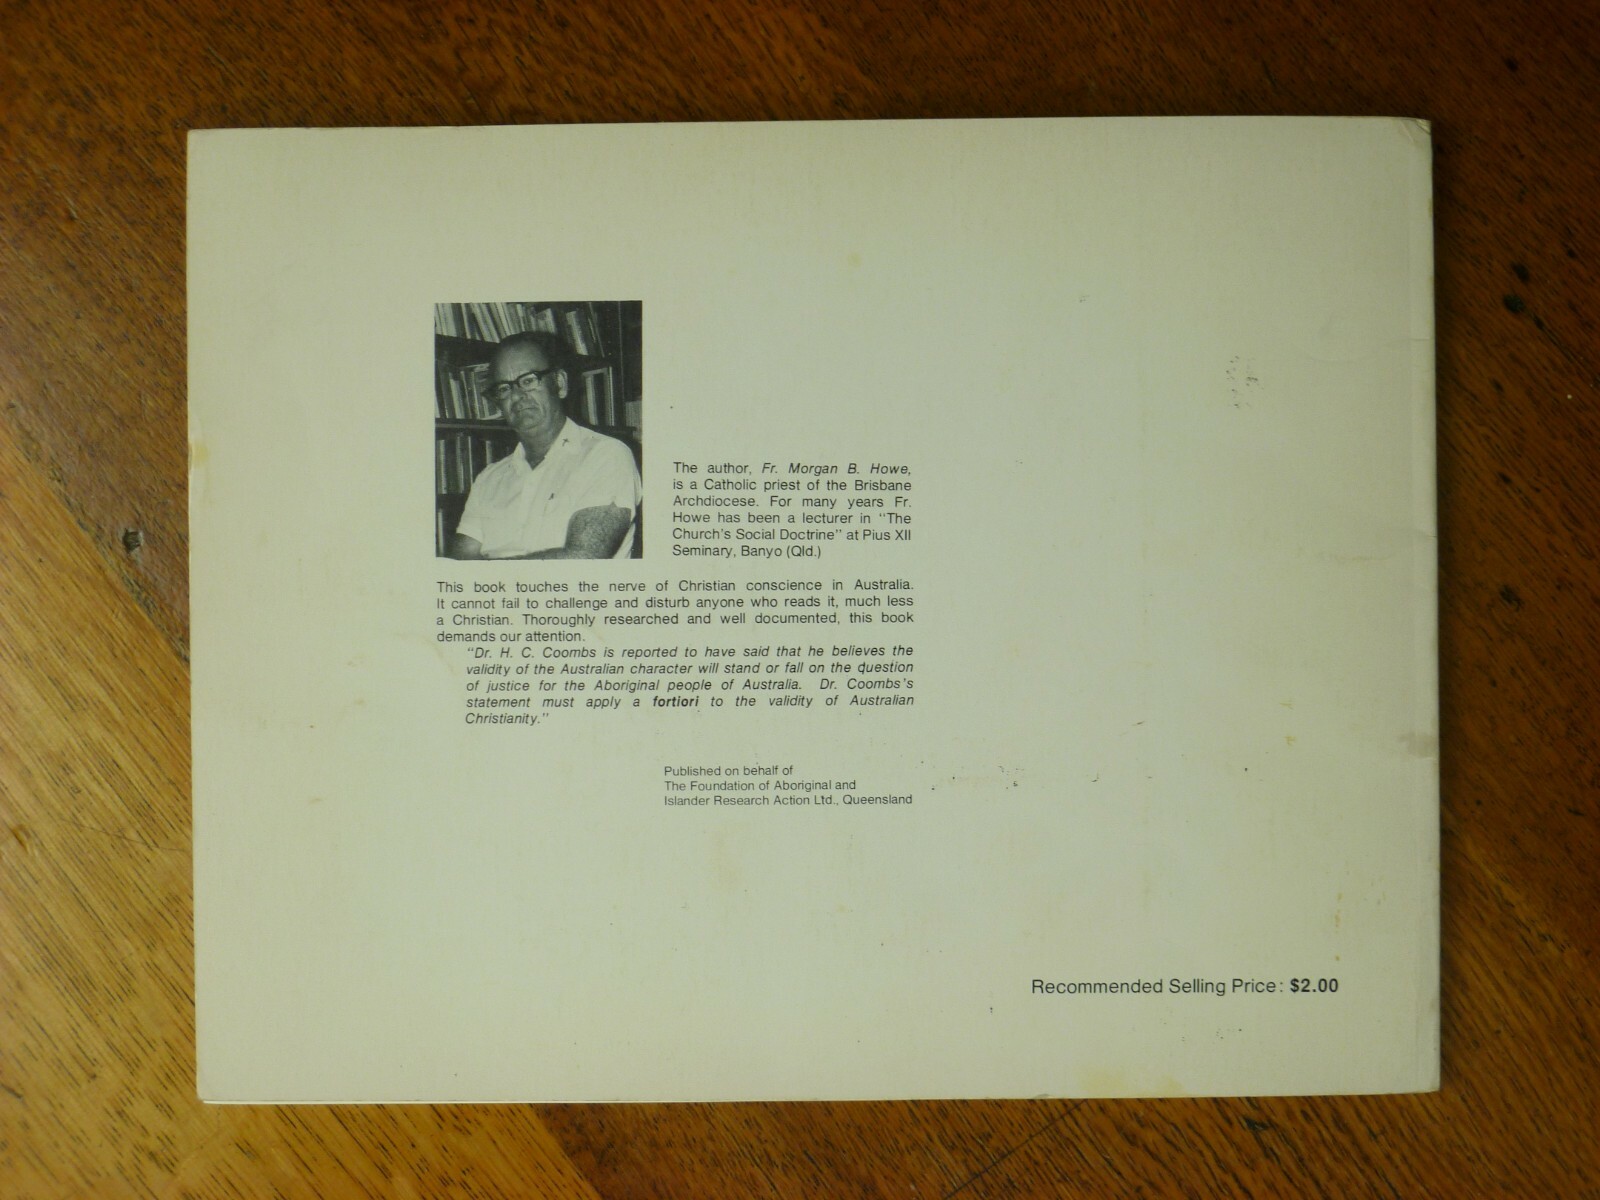 The author, Fr. Morgan B. Howe,
is a Catholic priest of the Brisbane
Archdiocese. For many years Fr.
Howe has been a lecturer in "The
Church's Social Doctrine" at Pius XII
Seminary, Banyo (Qld.)
This book touches the nerve of Christian conscience in Australia.
It cannot fail to challenge and disturb anyone who reads it, much less
a Christian. Thoroughly researched and well documented, this book
demands our attention.
"Dr. H. C. Coombs is reported to have said that he believes the
validity of the Australian character will stand or fall on the question
of justice for the Aboriginal people of Australia. Dr. Coombs's
statement must apply a fortiori to the validity of Australian
Christianity."
Published on behalf of
The Foundation of Aboriginal and
Islander Research Action Ltd., Queensland
Recommended Selling Price: $2.00